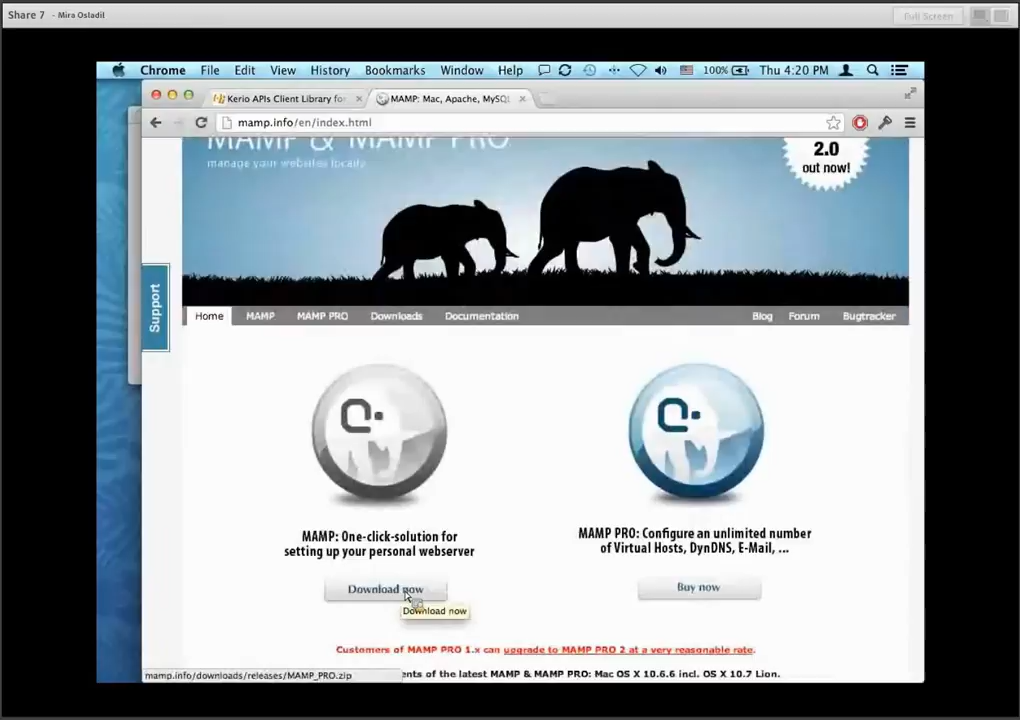 Share 7 - Mira Osladil
Full Screen
Chrome File Edit View History Bookmarks Window Help 100% Thu 4:20 PM
Kerio APIs Client Library for
MAMP: Mac, Apache, MySQL
mamp.info/en/index.html
MAMP & MAMP PRO
manage your websites locally
2.0
out now!
Support
Home MAMP MAMP PRO Downloads Documentation Blog Forum Bugtracker
MAMP: One-click-solution for
setting up your personal webserver
MAMP PRO: Configure an unlimited number
of Virtual Hosts, DynDNS, E-Mail, ...
Download now
Buy now
Download now
Customers of MAMP PRO 1.x can upgrade to MAMP PRO 2 at a very reasonable rate.
mamp.info/downloads/releases/MAMP_PRO.zip
ents of the latest MAMP & MAMP PRO: Mac OS X 10.6.6 incl. OS X 10.7 Lion.